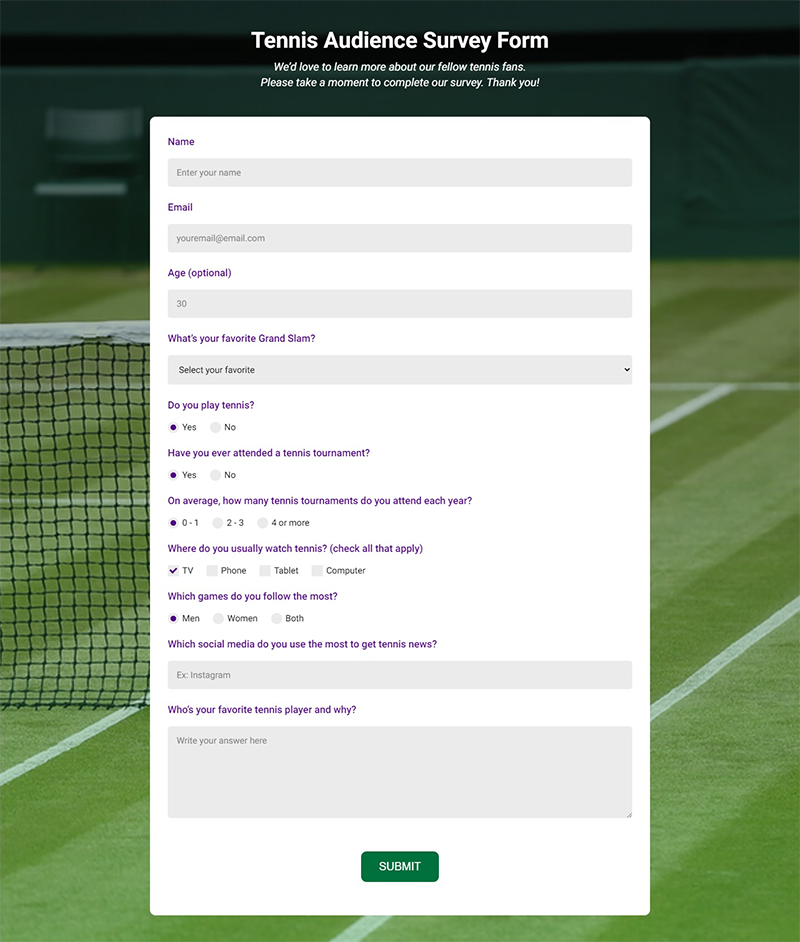 Tennis Audience Survey Form
We'd love to learn more about our fellow tennis fans.
Please take a moment to complete our survey. Thank you!
Name
Enter your name
Email
youremail@email.com
Age (optional)
30
What's your favorite Grand Slam?
Select your favorite
Do you play tennis?
Yes No
Have you ever attended a tennis tournament?
Yes No
On average, how many tennis tournaments do you attend each year?
0 - 1 2 - 3 4 or more
Where do you usually watch tennis? (check all that apply)
TV Phone Tablet Computer
Which games do you follow the most?
Men Women Both
Which social media do you use the most to get tennis news?
Ex: Instagram
Who's your favorite tennis player and why?
Write your answer here
SUBMIT